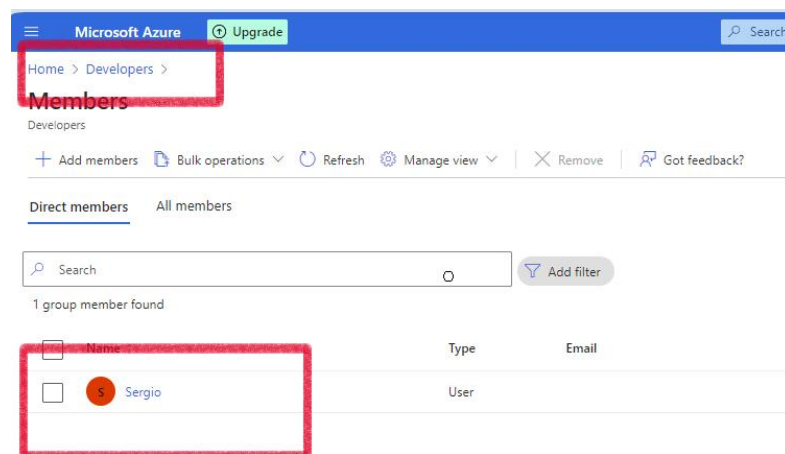 Microsoft Azure Upgrade Search
Home > Developers >
Members
Developers
+ Add members Bulk operations Refresh Manage view Remove Got feedback?
Direct members All members
Search Add filter
1 group member found
Name Type Email
S Sergio User